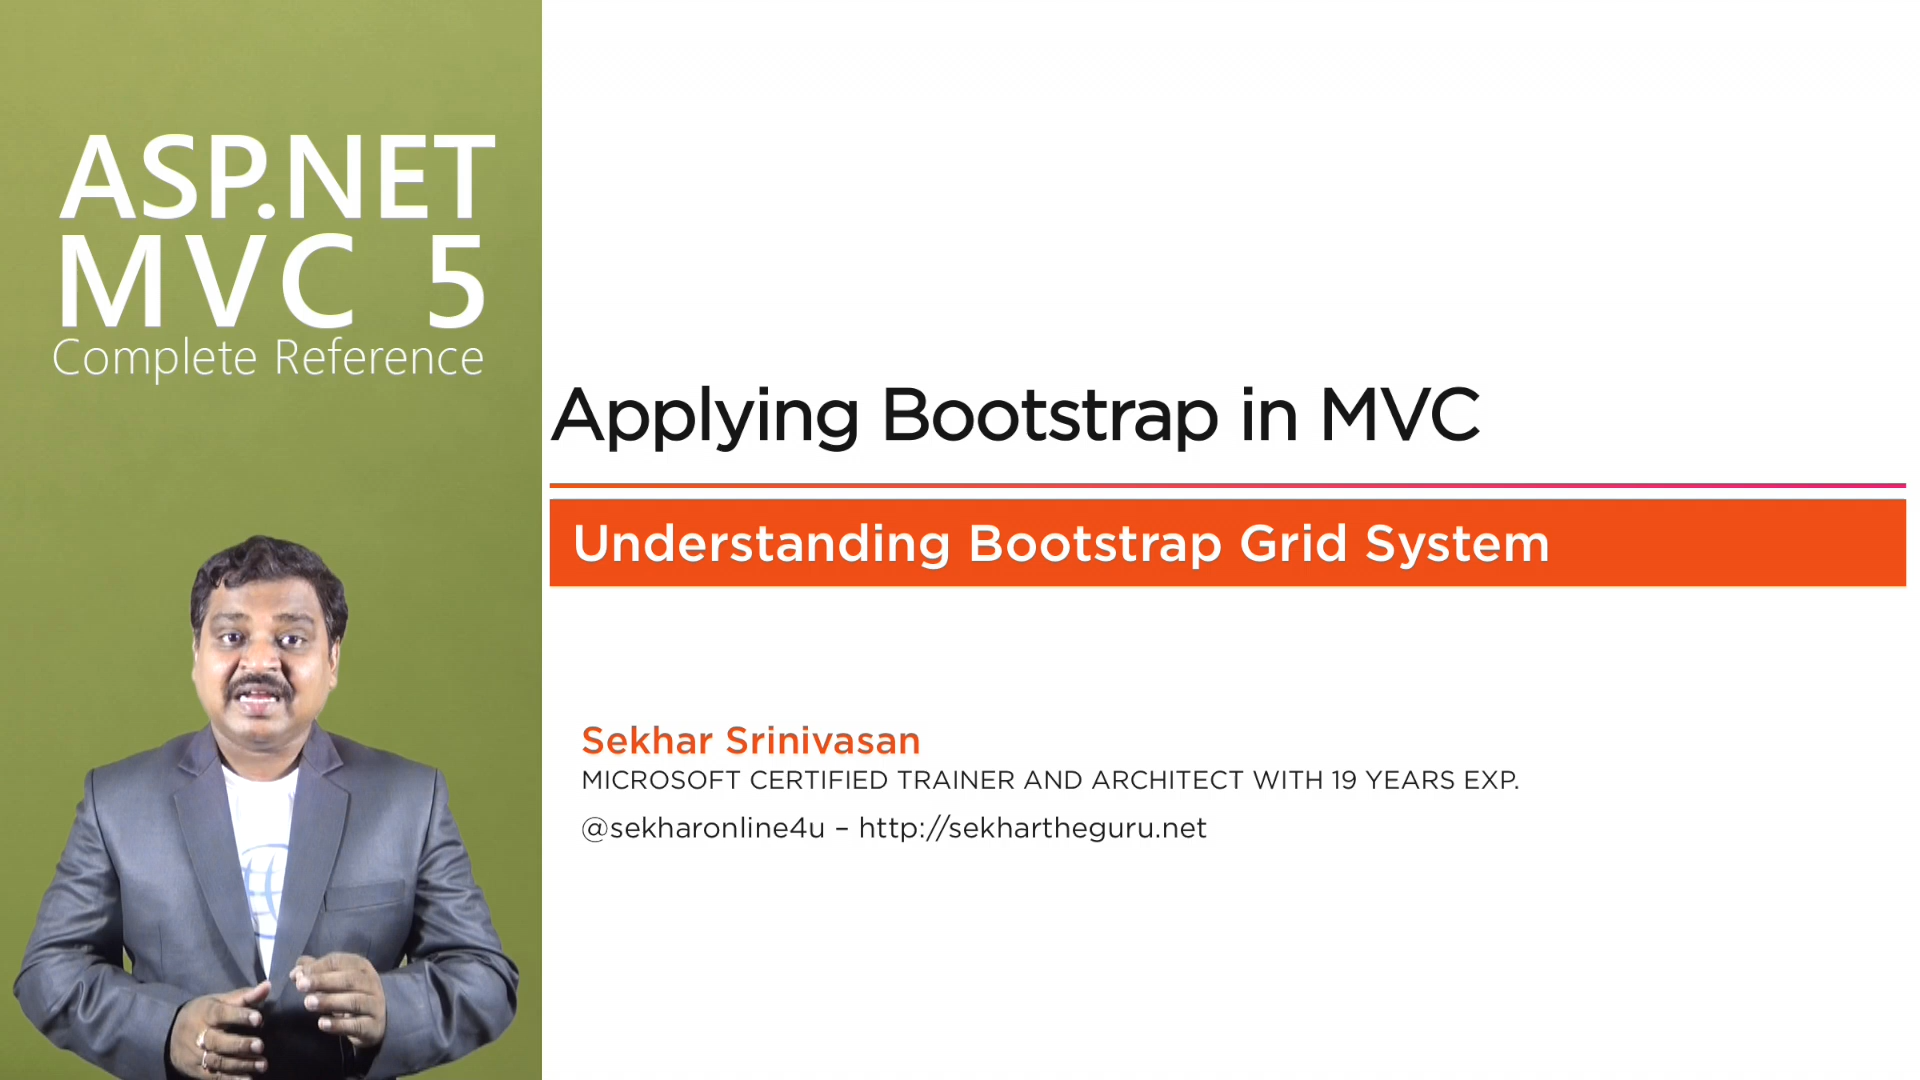 ASP.NET
MVC 5
Complete Reference
Applying Bootstrap in MVC
Understanding Bootstrap Grid System
Sekhar Srinivasan
MICROSOFT CERTIFIED TRAINER AND ARCHITECT WITH 19 YEARS EXP.
@sekharonline4u – http://sekhartheguru.net